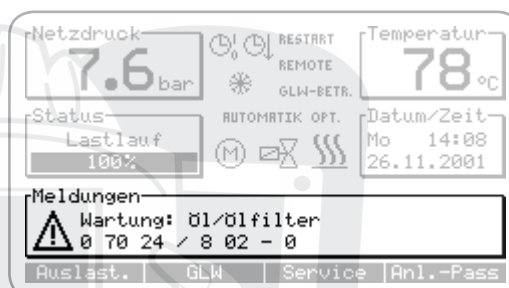 Netzdruck
7.6 bar
RESTART
REMOTE
GLW-BETR.
Temperatur
78 °C
Status
Lastlauf
100%
AUTOMATIK OPT.
M
Datum/Zeit
Mo 14:08
26.11.2001
Meldungen
Wartung: Öl/Ölfilter
0 70 24 / 8 02 - 0
Auslast. | GLW | Service | Anl.-Pass